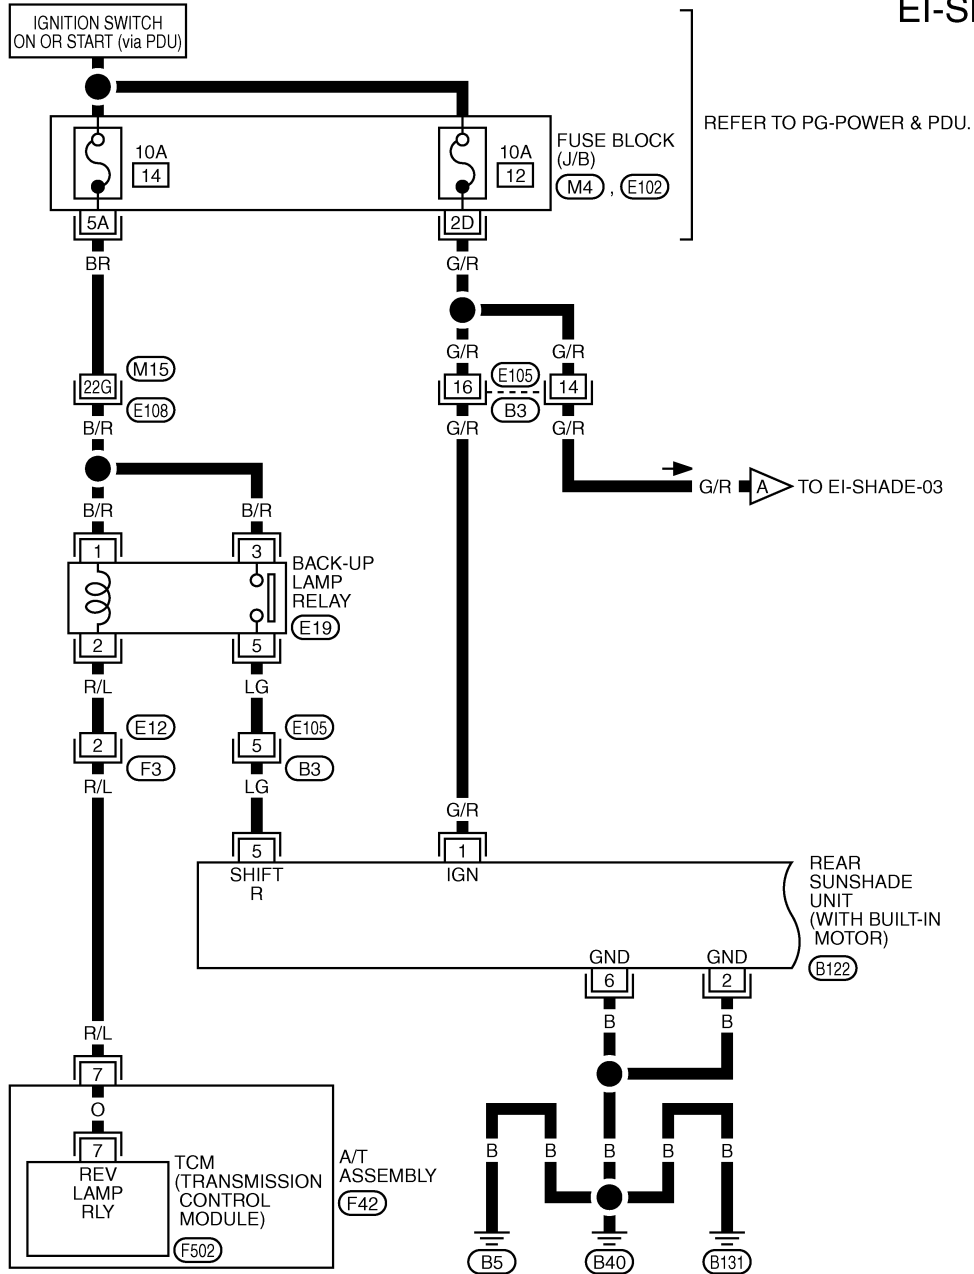 EI-S
IGNITION SWITCH
ON OR START (via PDU)
REFER TO PG-POWER & PDU.
10A
14
10A
12
FUSE BLOCK
(J/B)
M4 , E102
5A
2D
BR
G/R
G/R
G/R
22G
M15
E108
16
E105
B3
14
B/R
G/R
G/R
G/R
A
TO EI-SHADE-03
B/R
B/R
1
3
BACK-UP
LAMP
RELAY
E19
2
5
R/L
LG
2
E12
F3
5
E105
B3
R/L
LG
G/R
5
1
SHIFT
R
IGN
REAR
SUNSHADE
UNIT
(WITH BUILT-IN
MOTOR)
B122
GND
GND
6
2
B
B
R/L
7
O
7
REV
LAMP
RLY
TCM
(TRANSMISSION
CONTROL
MODULE)
F502
A/T
ASSEMBLY
F42
B
B
B
B
B
B5
B40
B131